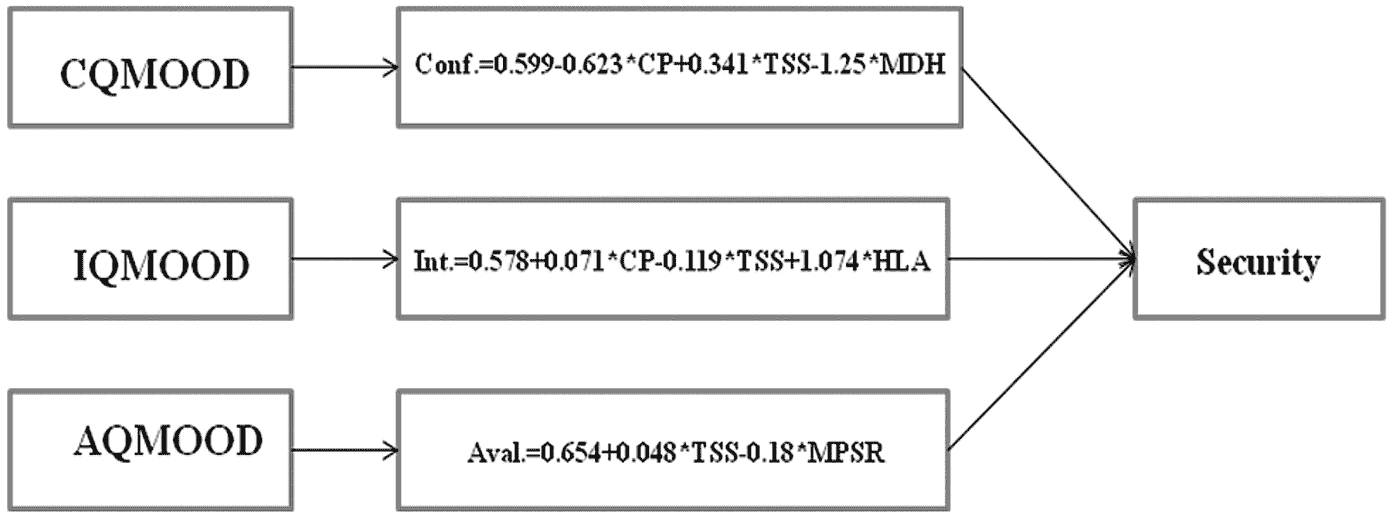 CQMOOD
Conf.=0.599-0.623*CP+0.341*TSS-1.25*MDH
IQMOOD
Int.=0.578+0.071*CP-0.119*TSS+1.074*HLA
Security
AQMOOD
Aval.=0.654+0.048*TSS-0.18*MPSR